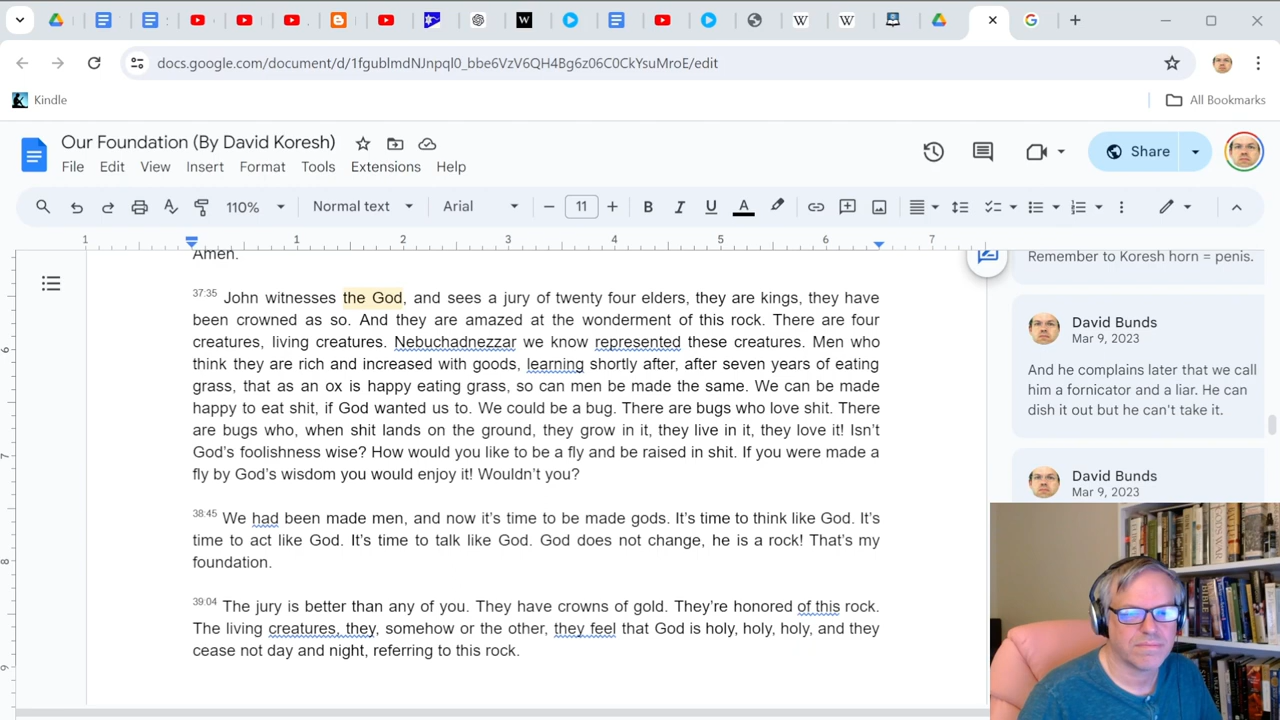 docs.google.com/document/d/1fgublmdNJnpql0_bbe6VzV6QH4Bg6z06C0CkYsuMroE/edit
Kindle
All Bookmarks
Our Foundation (By David Koresh)
File Edit View Insert Format Tools Extensions Help
Share
110% Normal text Arial 11
1 1 2 3 4 5 6 7
Amen.
37:35 John witnesses the God, and sees a jury of twenty four elders, they are kings, they have
been crowned as so. And they are amazed at the wonderment of this rock. There are four
creatures, living creatures. Nebuchadnezzar we know represented these creatures. Men who
think they are rich and increased with goods, learning shortly after, after seven years of eating
grass, that as an ox is happy eating grass, so can men be made the same. We can be made
happy to eat shit, if God wanted us to. We could be a bug. There are bugs who love shit. There
are bugs who, when shit lands on the ground, they grow in it, they live in it, they love it! Isn't
God's foolishness wise? How would you like to be a fly and be raised in shit. If you were made a
fly by God's wisdom you would enjoy it! Wouldn't you?
38:45 We had been made men, and now it's time to be made gods. It's time to think like God. It's
time to act like God. It's time to talk like God. God does not change, he is a rock! That's my
foundation.
39:04 The jury is better than any of you. They have crowns of gold. They're honored of this rock.
The living creatures, they, somehow or the other, they feel that God is holy, holy, holy, and they
cease not day and night, referring to this rock.
6
7
8
9
Remember to Koresh horn = penis.
David Bunds
Mar 9, 2023
And he complains later that we call
him a fornicator and a liar. He can
dish it out but he can't take it.
David Bunds
Mar 9, 2023